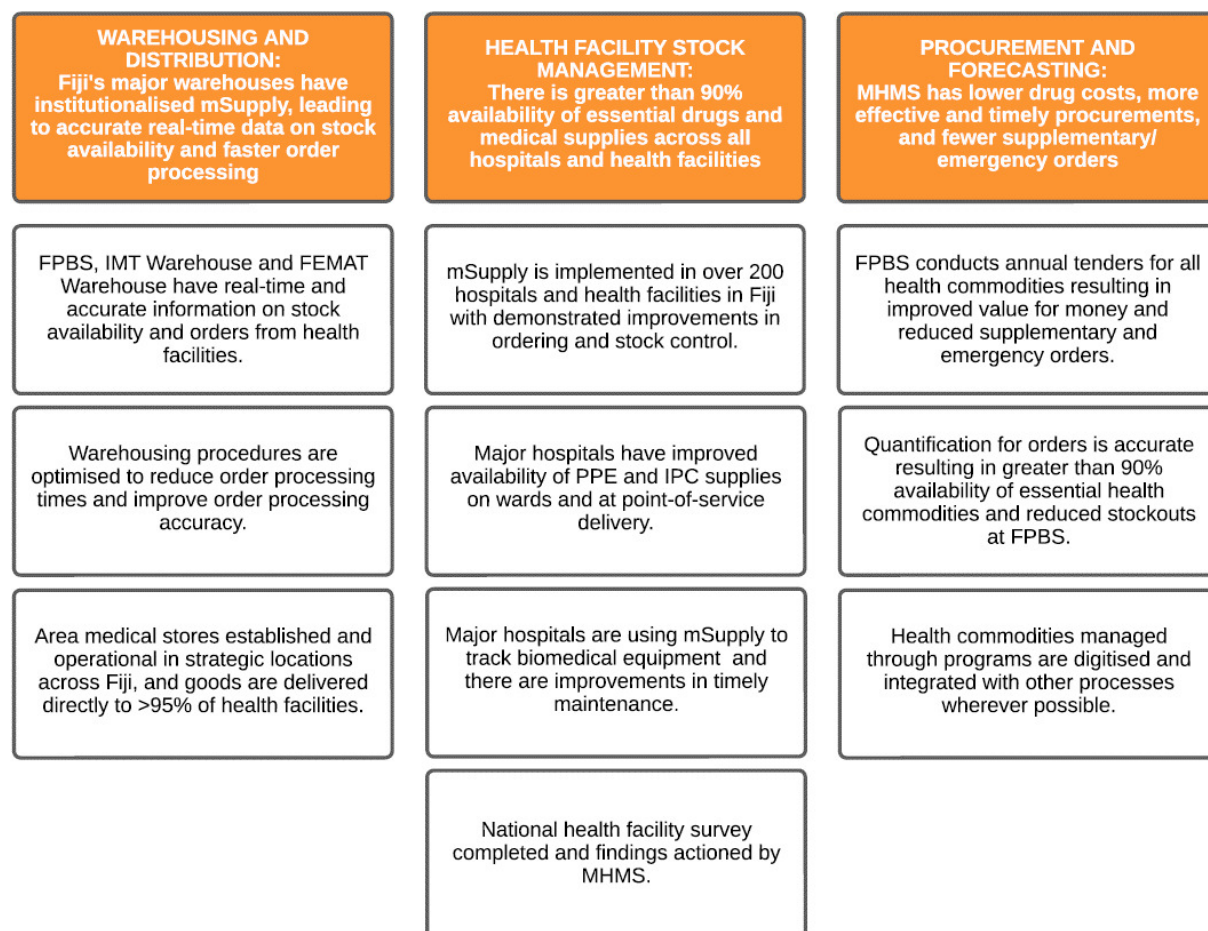 WAREHOUSING AND
DISTRIBUTION:
Fiji's major warehouses have
institutionalised mSupply, leading
to accurate real-time data on stock
availability and faster order
processing
FPBS, IMT Warehouse and FEMAT
Warehouse have real-time and
accurate information on stock
availability and orders from health
facilities.
Warehousing procedures are
optimised to reduce order processing
times and improve order processing
accuracy.
Area medical stores established and
operational in strategic locations
across Fiji, and goods are delivered
directly to >95% of health facilities.
HEALTH FACILITY STOCK
MANAGEMENT:
There is greater than 90%
availability of essential drugs and
medical supplies across all
hospitals and health facilities
mSupply is implemented in over 200
hospitals and health facilities in Fiji
with demonstrated improvements in
ordering and stock control.
Major hospitals have improved
availability of PPE and IPC supplies
on wards and at point-of-service
delivery.
Major hospitals are using mSupply to
track biomedical equipment and
there are improvements in timely
maintenance.
National health facility survey
completed and findings actioned by
MHMS.
PROCUREMENT AND
FORECASTING:
MHMS has lower drug costs, more
effective and timely procurements,
and fewer supplementary/
emergency orders
FPBS conducts annual tenders for all
health commodities resulting in
improved value for money and
reduced supplementary and
emergency orders.
Quantification for orders is accurate
resulting in greater than 90%
availability of essential health
commodities and reduced stockouts
at FPBS.
Health commodities managed
through programs are digitised and
integrated with other processes
wherever possible.